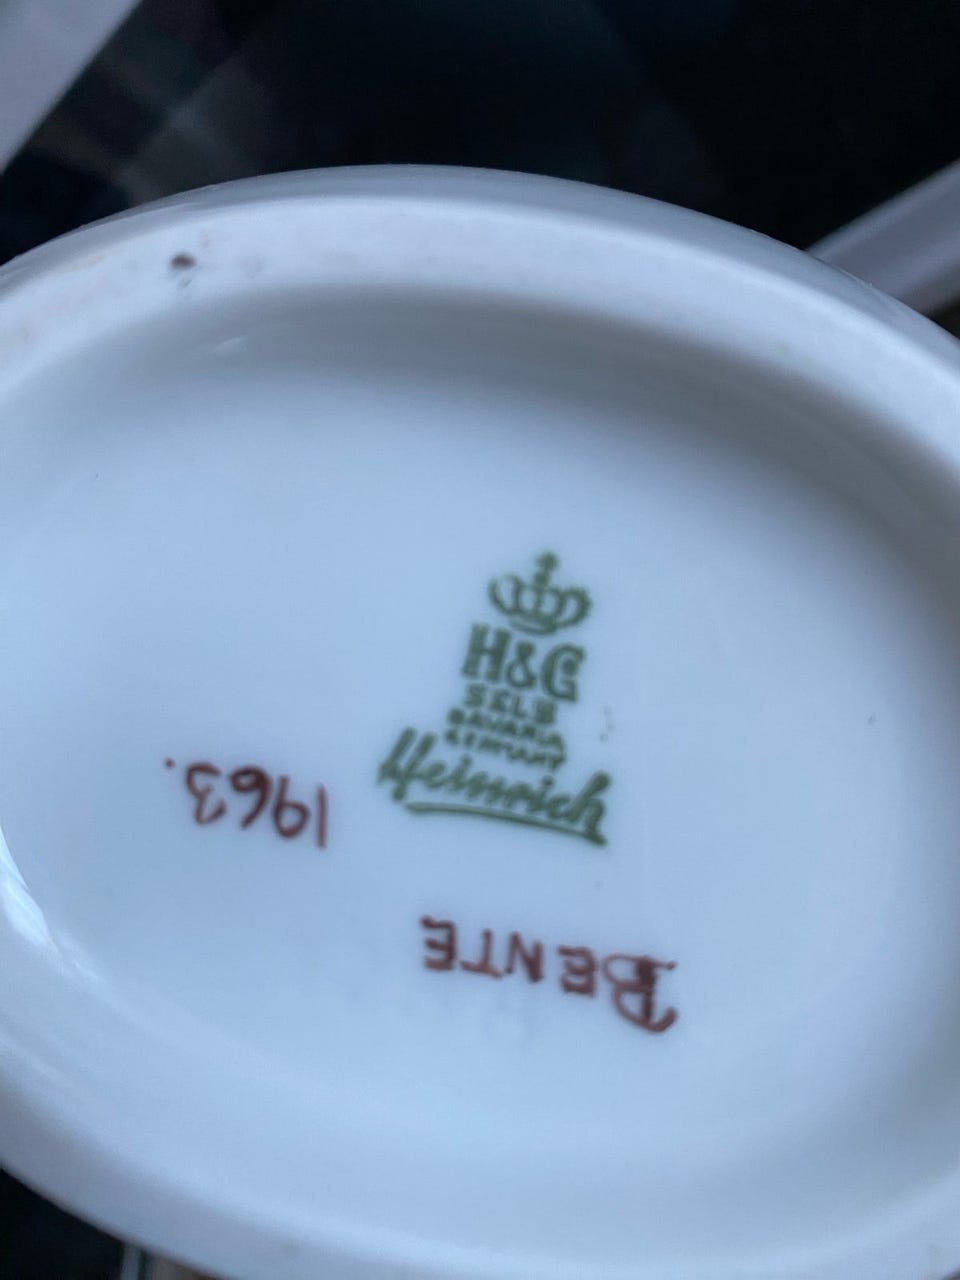 H&C
SELB
BAVARIA
GERMANY
Heinrich
1963.
BENTE